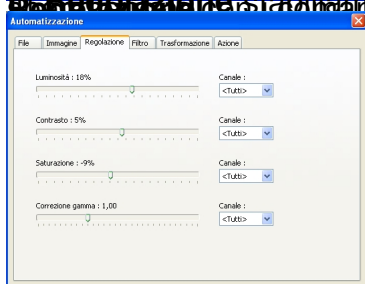 Automatizzazione
File Immagine Regolazione Filtro Trasformazione Azione
Luminosità : 18% Canale :
<Tutti>
Contrasto : 5% Canale :
<Tutti>
Saturazione : -9% Canale :
<Tutti>
Correzione gamma : 1,00 Canale :
<Tutti>